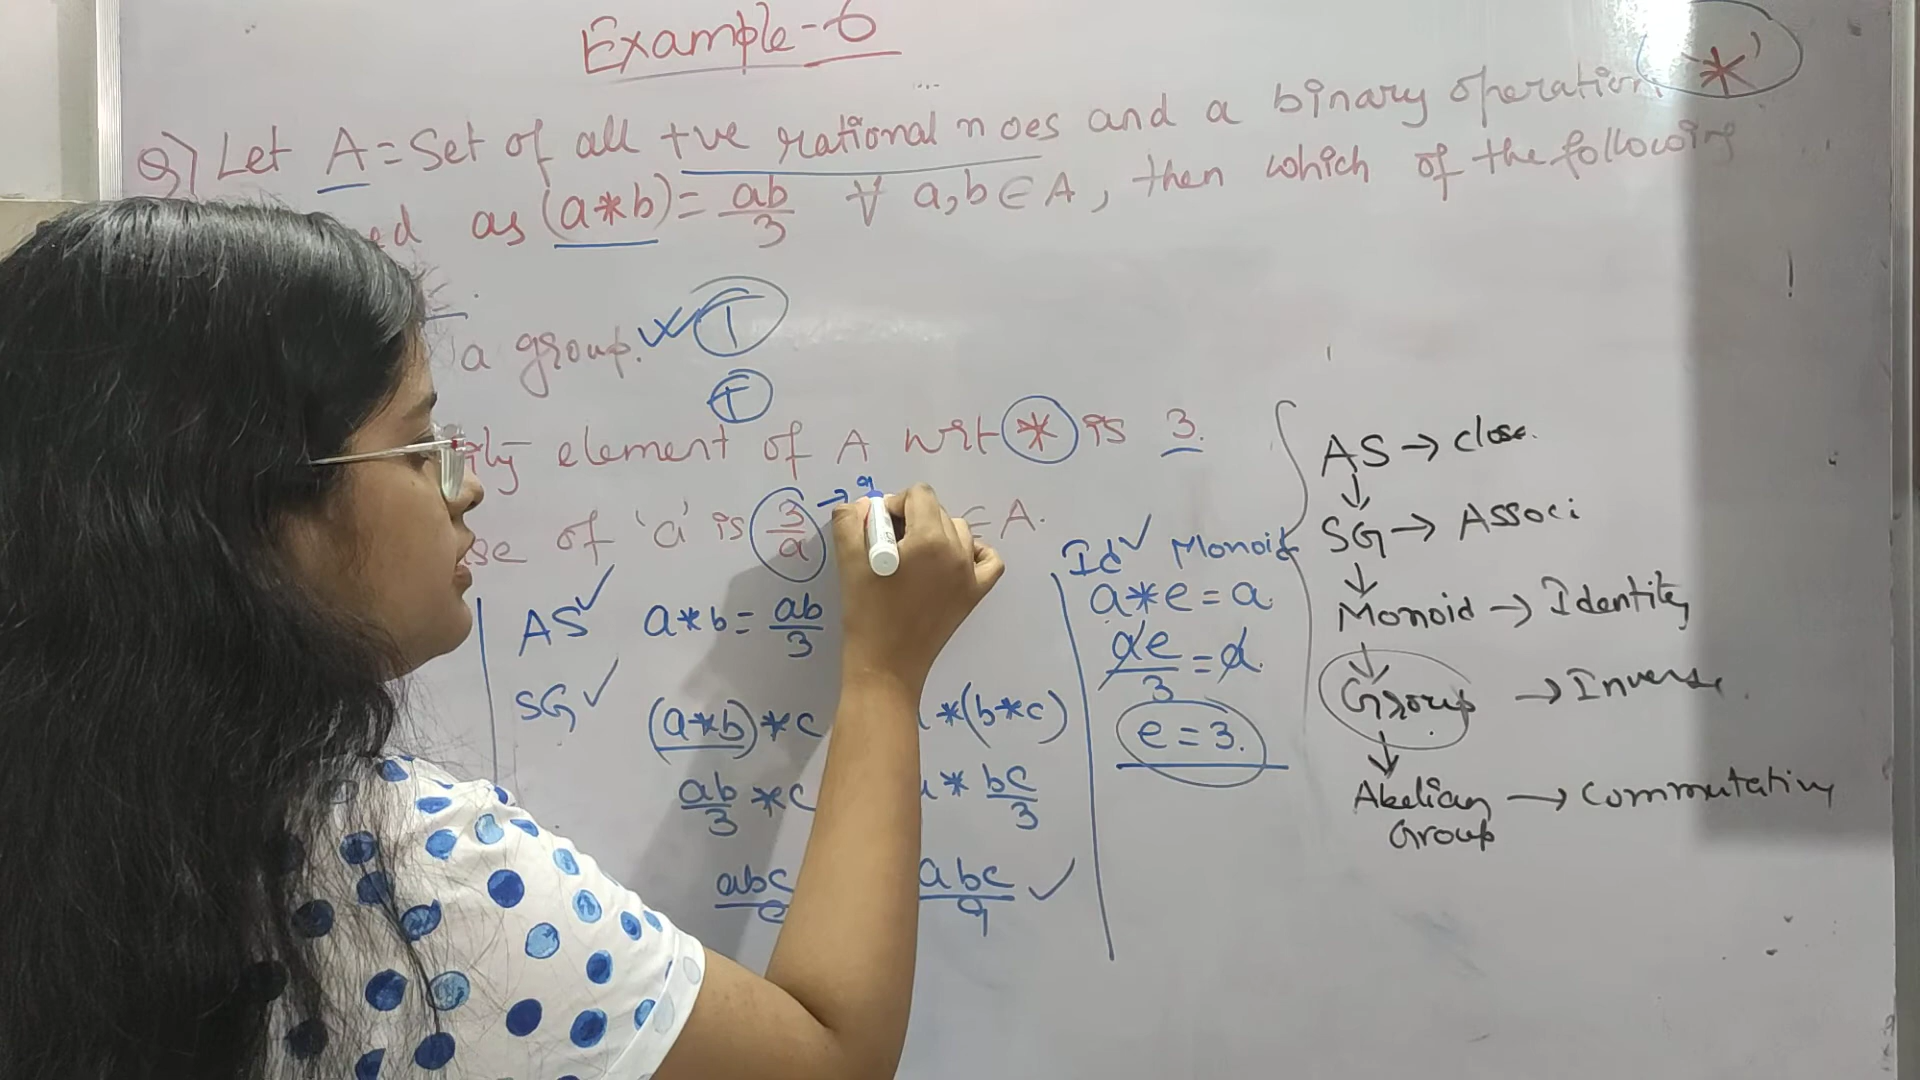 Example-6
Q) Let A = Set of all +ve rational noes and a binary operation '*'
ed as (a*b) = ab/3 ∀ a,b ∈ A, then which of the following
a group. T
F
element of A wrt * is 3.
se of 'a' is 3/a → 9 ∈ A.
AS ✓ a*b = ab/3
SG ✓
(a*b)*c *(b*c)
ab/3 *c * bc/3
abc abc/9 ✓
Id ✓ Monoid
a*e = a
ae/3 = a.
e = 3.
AS → close.
↓
SG → Associ
↓
Monoid → Identity
↓
Group. → Inverse
↓
Abelian → Commutative
Group